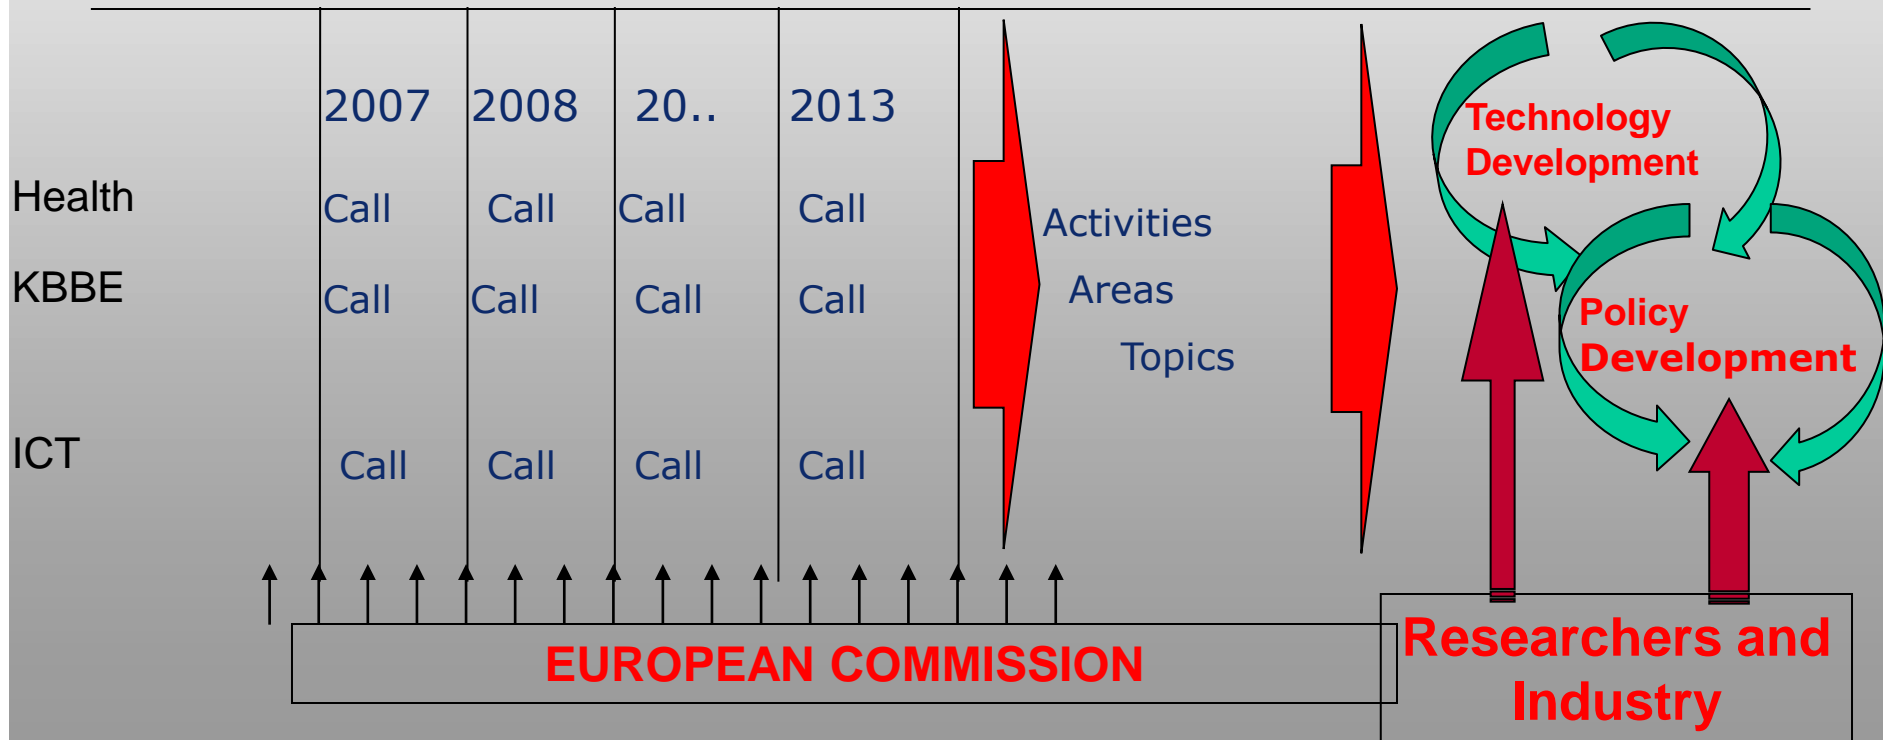 2007 2008 20.. 2013
Health Call Call Call Call
KBBE Call Call Call Call
ICT Call Call Call Call
Activities
Areas
Topics
Technology
Development
Policy
Development
EUROPEAN COMMISSION
Researchers and
Industry